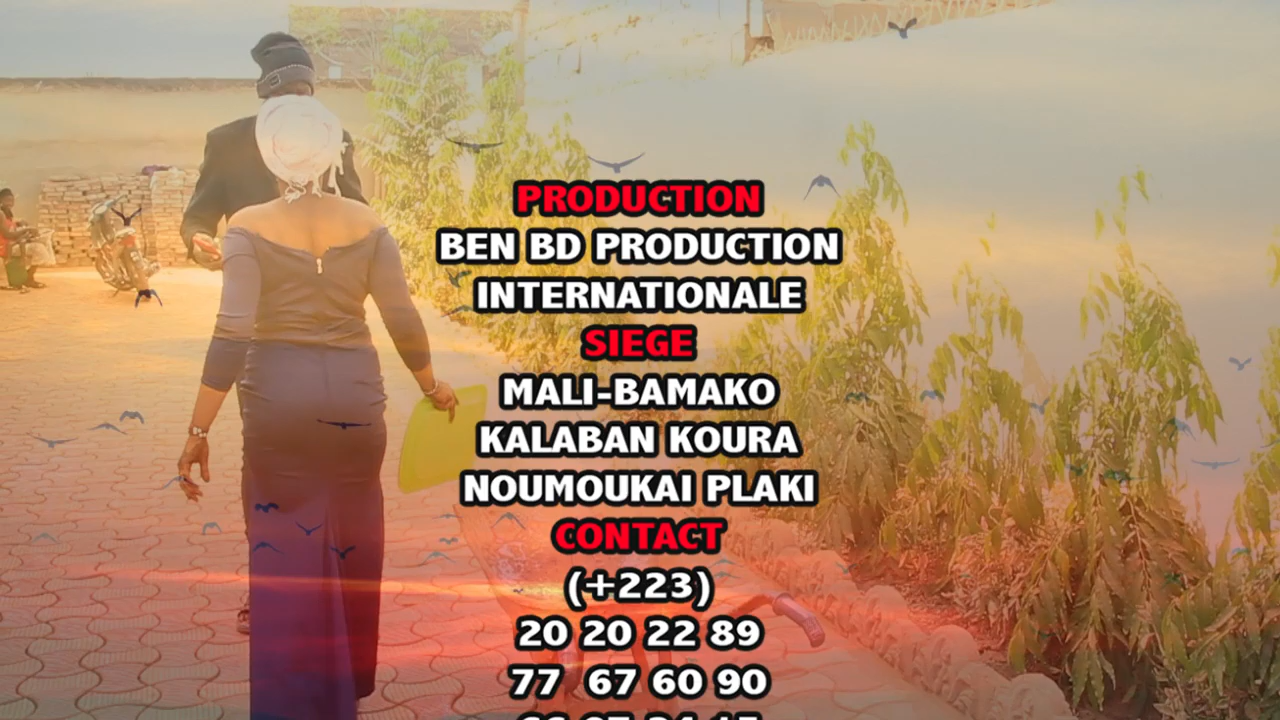 PRODUCTION
BEN BD PRODUCTION
INTERNATIONALE
SIEGE
MALI-BAMAKO
KALABAN KOURA
NOUMOUKAI PLAKI
CONTACT
(+223)
20 20 22 89
77 67 60 90